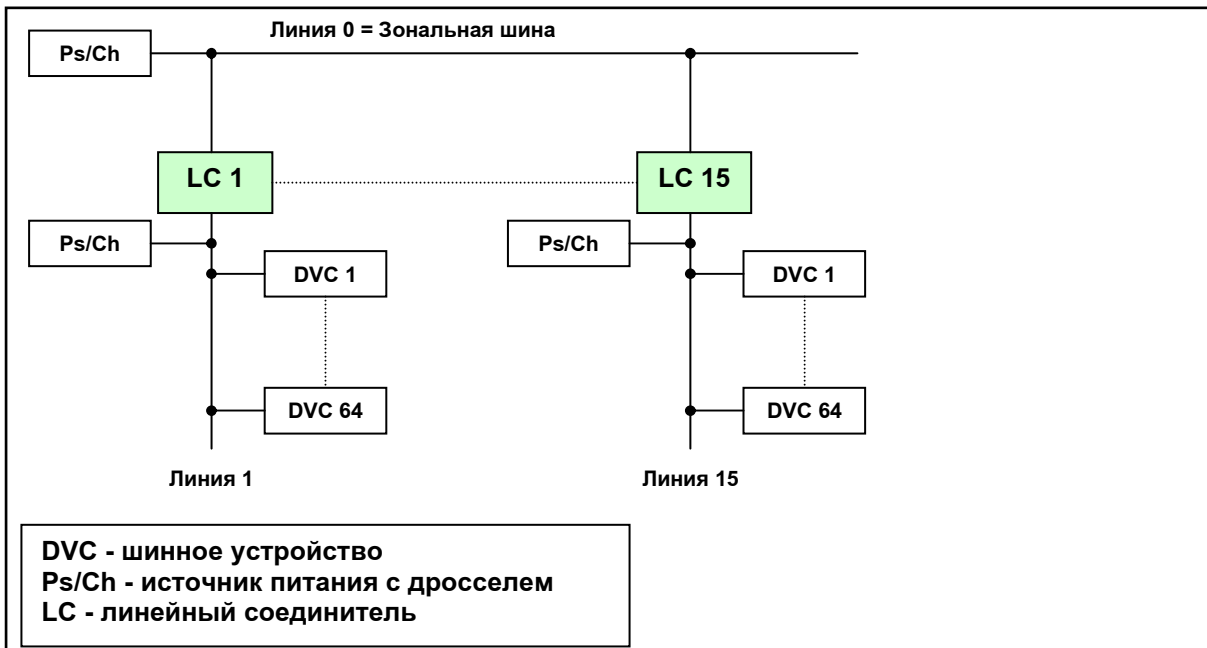 Линия 0 = Зональная шина
Ps/Ch
LC 1
LC 15
Ps/Ch
Ps/Ch
DVC 1
DVC 1
DVC 64
DVC 64
Линия 1
Линия 15
DVC - шинное устройство
Ps/Ch - источник питания с дросселем
LC - линейный соединитель